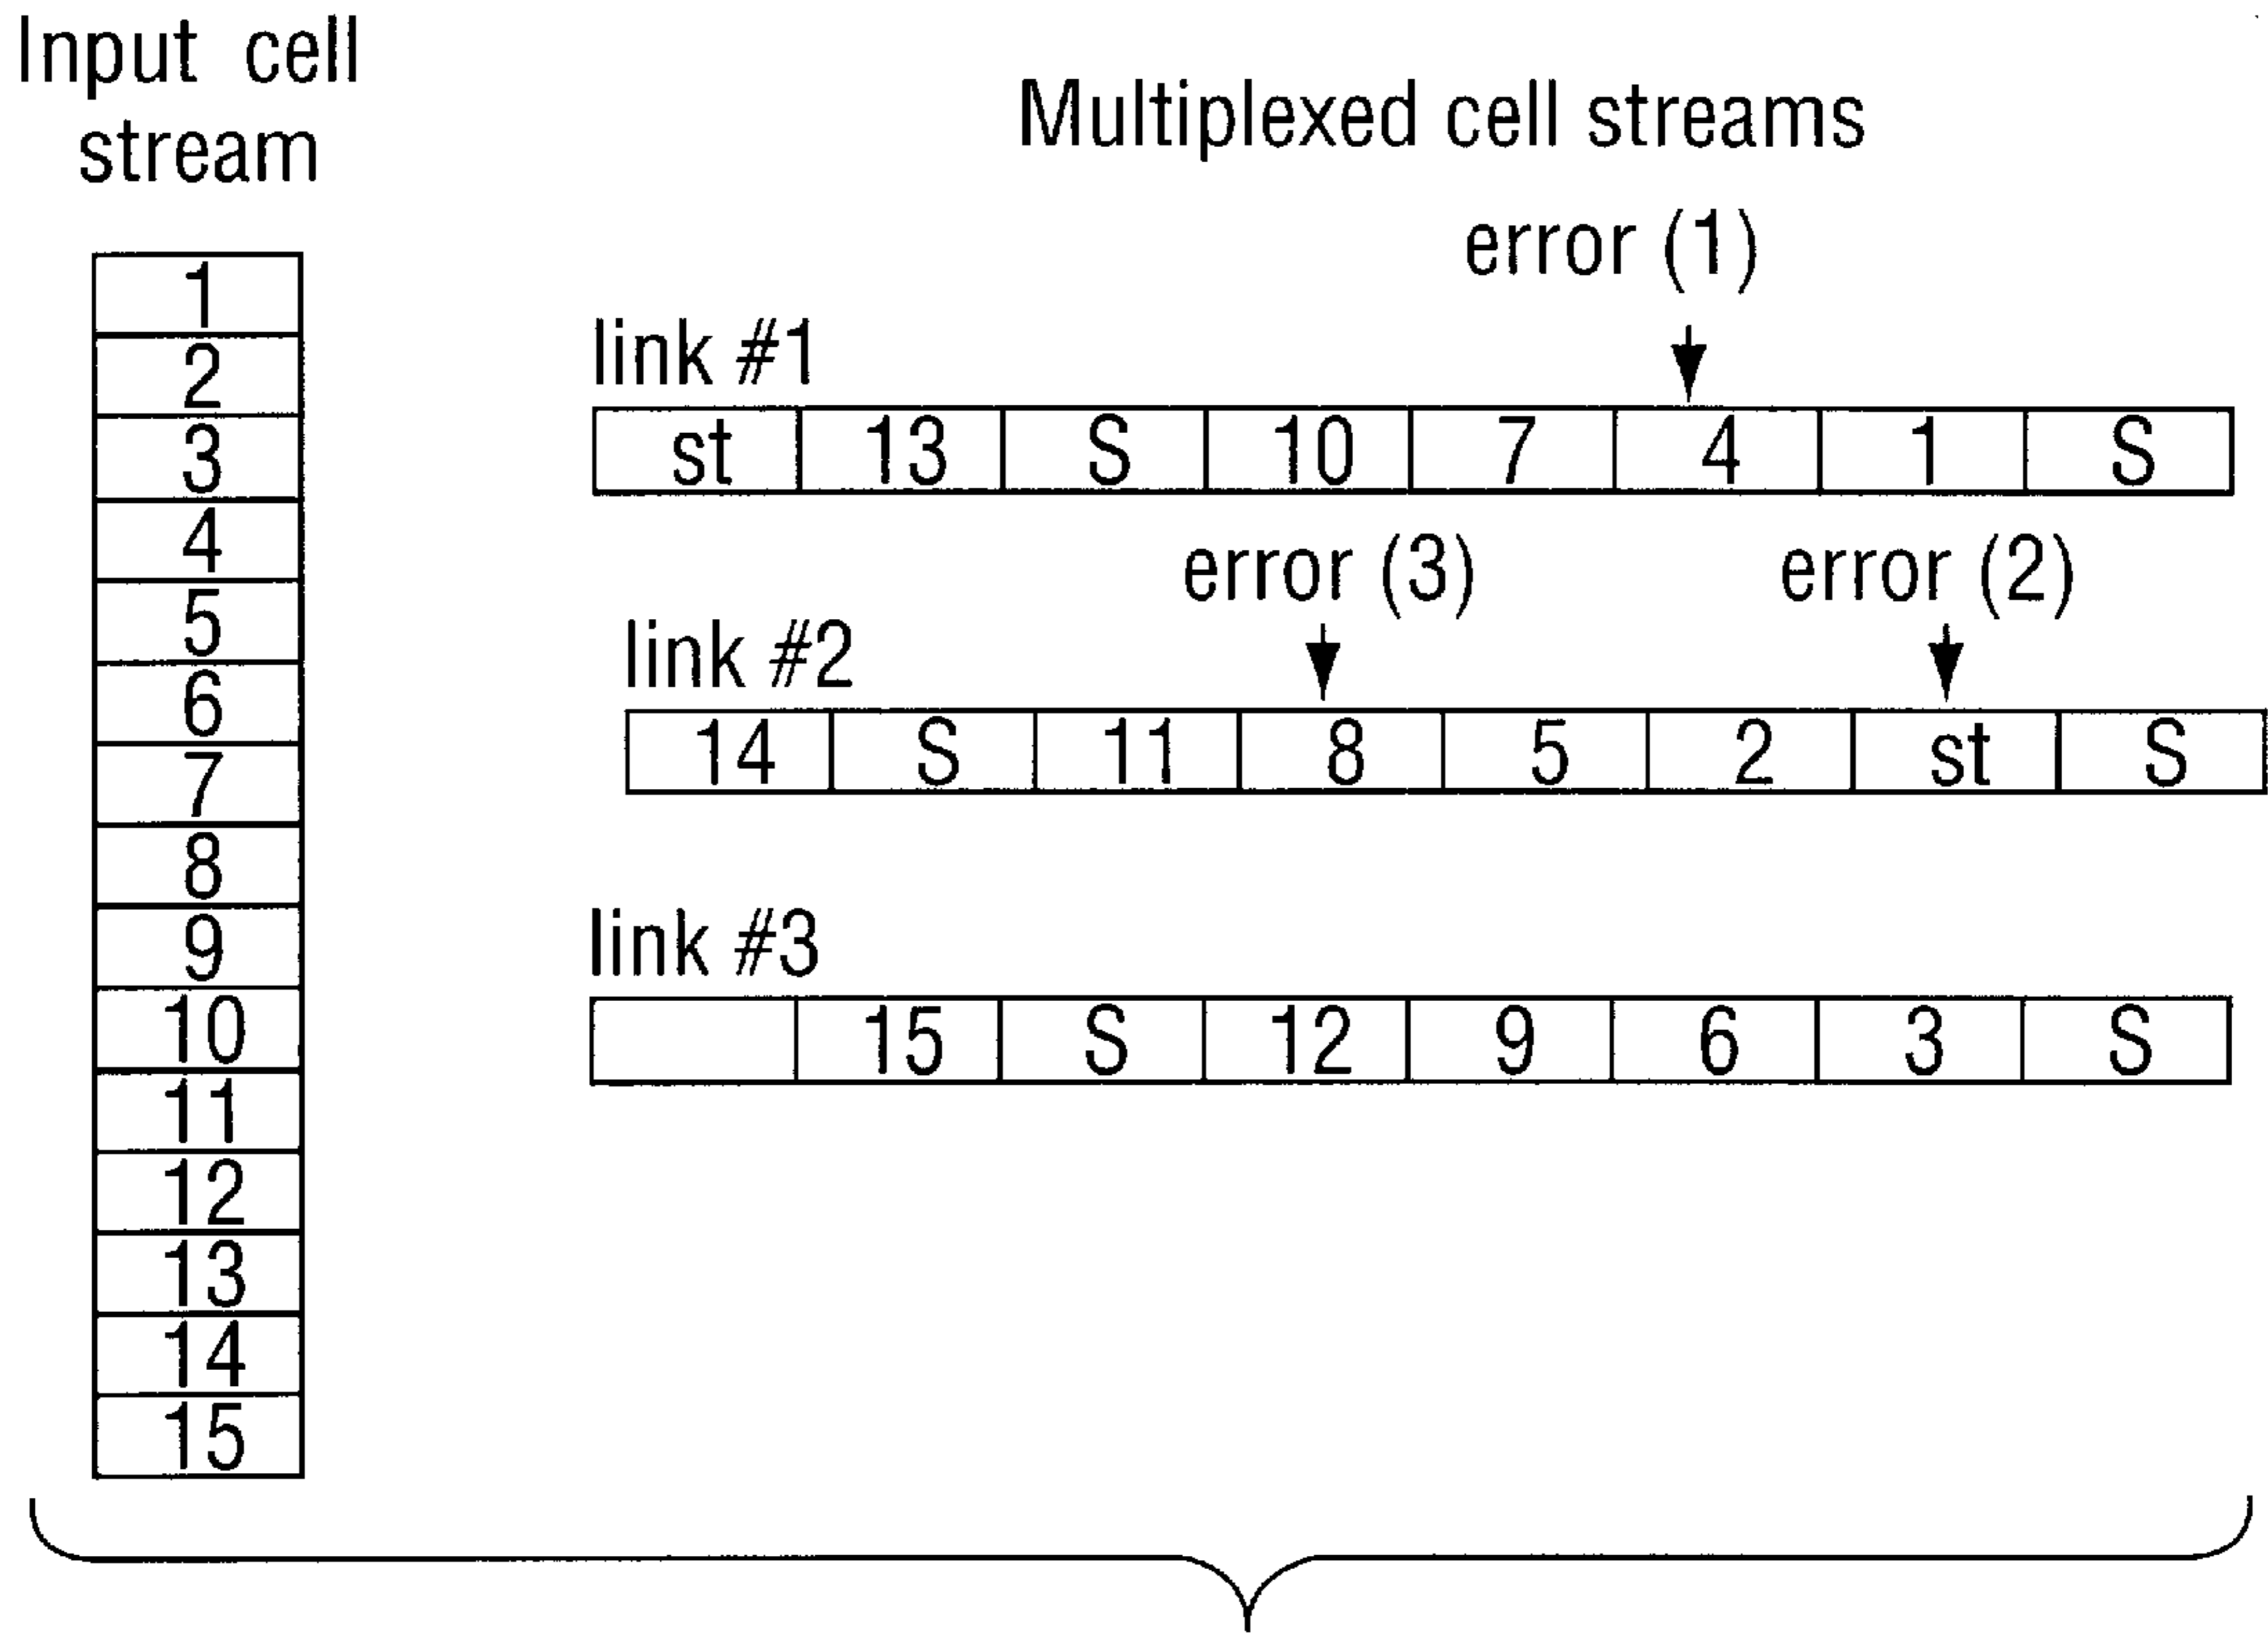 Input cell
stream
Multiplexed cell streams
1
2
3
4
5
6
7
8
9
10
11
12
13
14
15
error (1)
link #1
st 13 S 10 7 4 1 S
error (3) error (2)
link #2
14 S 11 8 5 2 st S
link #3
15 S 12 9 6 3 S